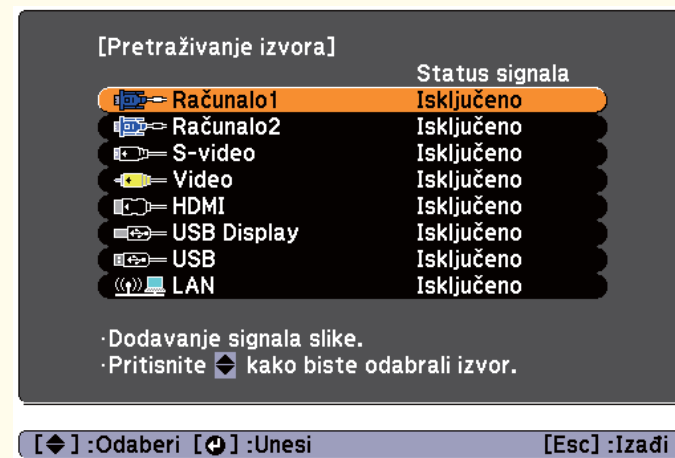 [Pretraživanje izvora]
Status signala
Računalo1 Isključeno
Računalo2 Isključeno
S-video Isključeno
Video Isključeno
HDMI Isključeno
USB Display Isključeno
USB Isključeno
LAN Isključeno
·Dodavanje signala slike.
·Pritisnite kako biste odabrali izvor.
[ ] :Odaberi [ ] :Unesi [Esc] :Izađi